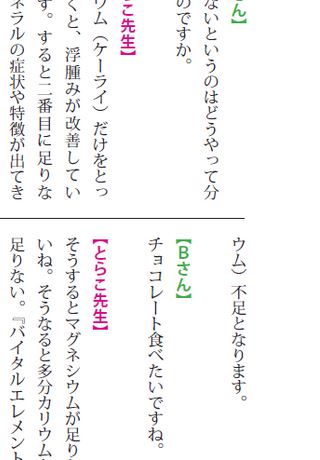 ん】
ないというのはどうやって分
のですか。
こ先生】
ウム（ケーライ）だけをとっ
くと、浮腫みが改善してい
す。すると二番目に足りな
ネラルの症状や特徴が出てき
ウム）不足となります。
【Bさん】
チョコレート食べたいですね。
【とらこ先生】
そうするとマグネシウムが足り
いね。そうなると多分カリウム
足りない。『バイタルエレメント